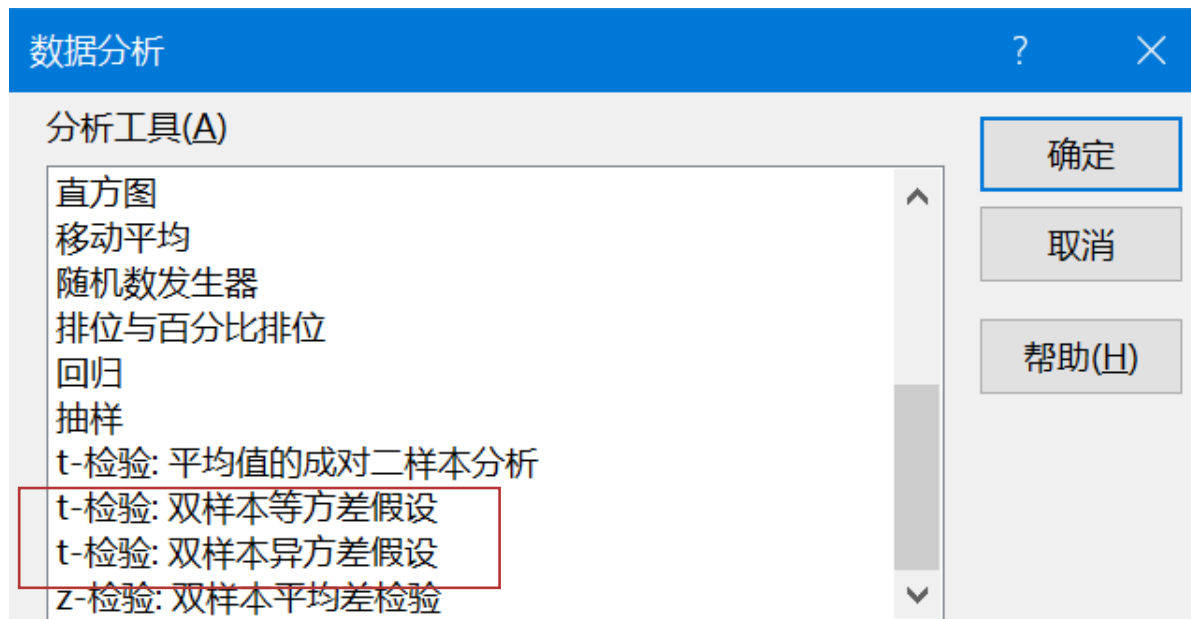 数据分析
分析工具(A)
直方图
移动平均
随机数发生器
排位与百分比排位
回归
抽样
t-检验: 平均值的成对二样本分析
t-检验: 双样本等方差假设
t-检验: 双样本异方差假设
z-检验: 双样本平均差检验
确定
取消
帮助(H)